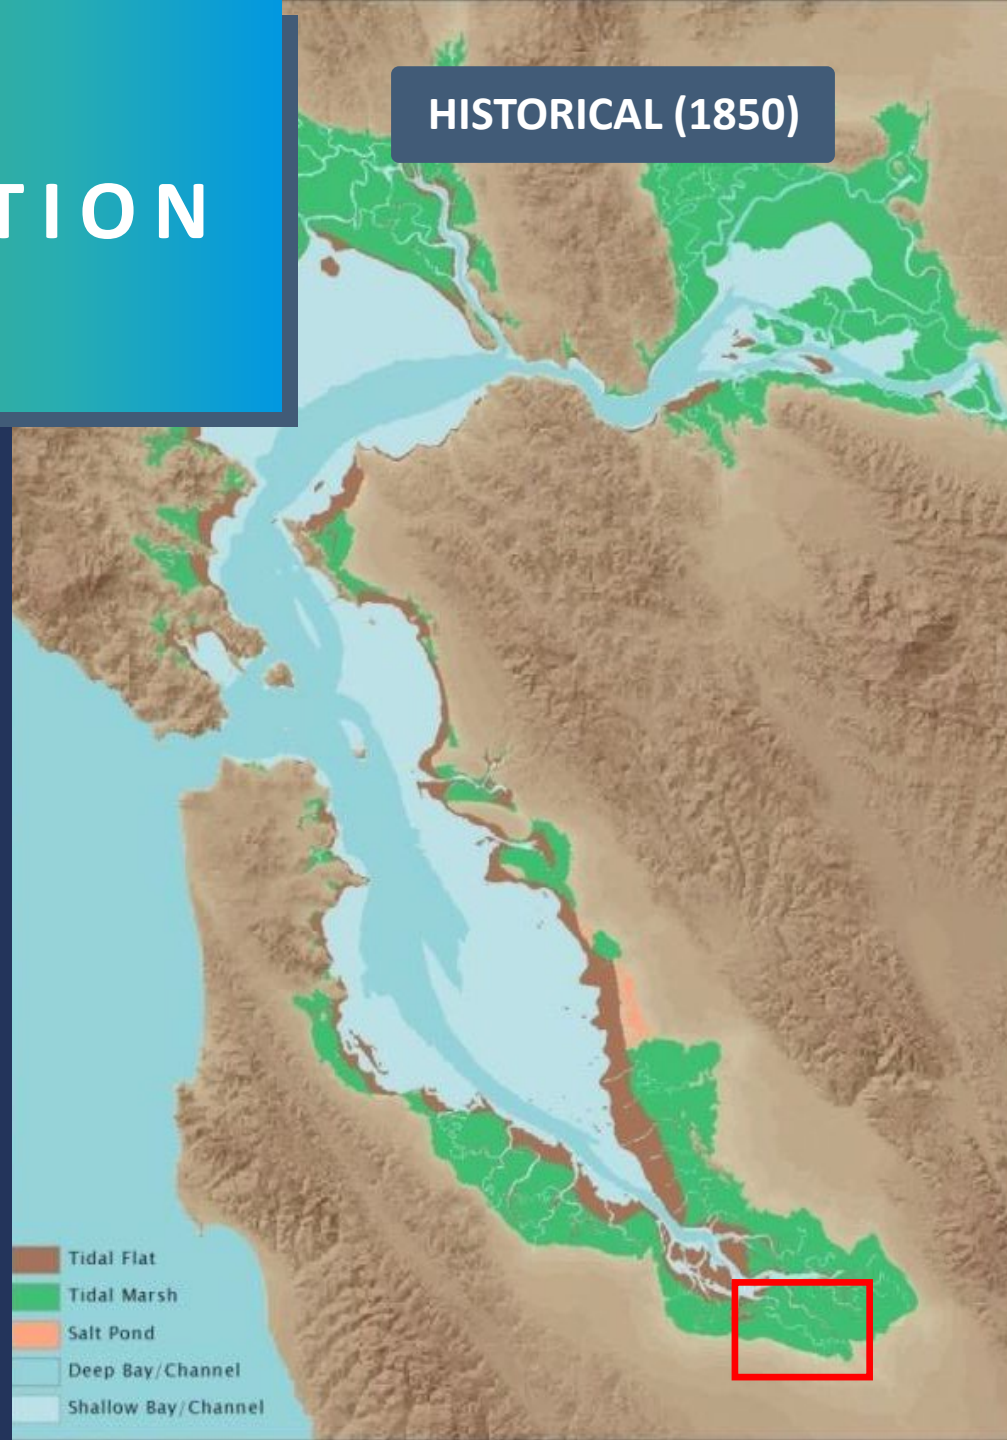 TION
HISTORICAL (1850)
Tidal Flat
Tidal Marsh
Salt Pond
Deep Bay/Channel
Shallow Bay/Channel